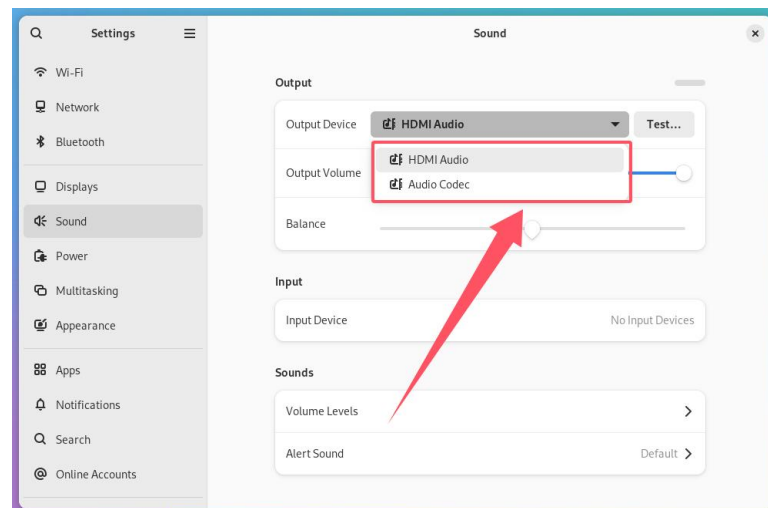 Settings
Sound
Wi-Fi
Network
Bluetooth
Displays
Sound
Power
Multitasking
Appearance
Apps
Notifications
Search
Online Accounts
Output
Output Device
HDMI Audio
Test...
HDMI Audio
Audio Codec
Output Volume
Balance
Input
Input Device
No Input Devices
Sounds
Volume Levels
Alert Sound
Default